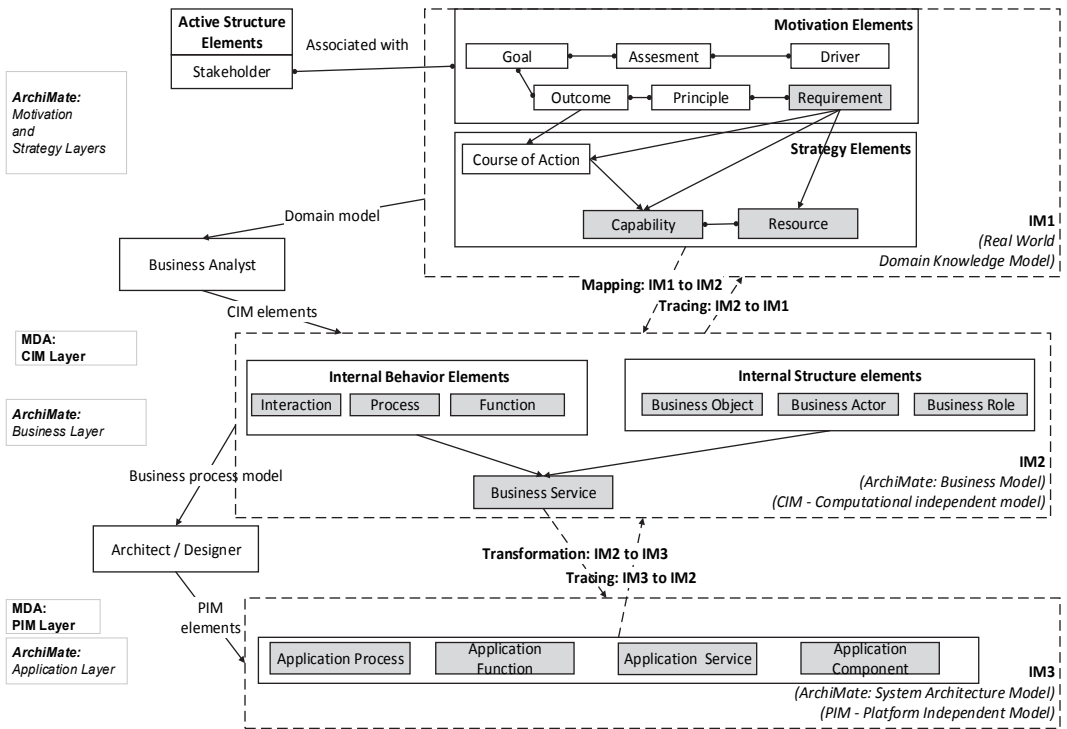 Active Structure
Elements
Stakeholder
Associated with
Motivation Elements
Goal
Assesment
Driver
Outcome
Principle
Requirement
ArchiMate:
Motivation
and
Strategy Layers
Strategy Elements
Course of Action
Capability
Resource
IM1
(Real World
Domain Knowledge Model)
Domain model
Business Analyst
Mapping: IM1 to IM2
Tracing: IM2 to IM1
CIM elements
MDA:
CIM Layer
Internal Behavior Elements
Interaction
Process
Function
Internal Structure elements
Business Object
Business Actor
Business Role
ArchiMate:
Business Layer
Business process model
Business Service
IM2
(ArchiMate: Business Model)
(CIM - Computational independent model)
Architect / Designer
Transformation: IM2 to IM3
Tracing: IM3 to IM2
MDA:
PIM Layer
PIM
elements
ArchiMate:
Application Layer
Application Process
Application
Function
Application  Service
Application
Component
IM3
(ArchiMate: System Architecture Model)
(PIM - Platform Independent Model)